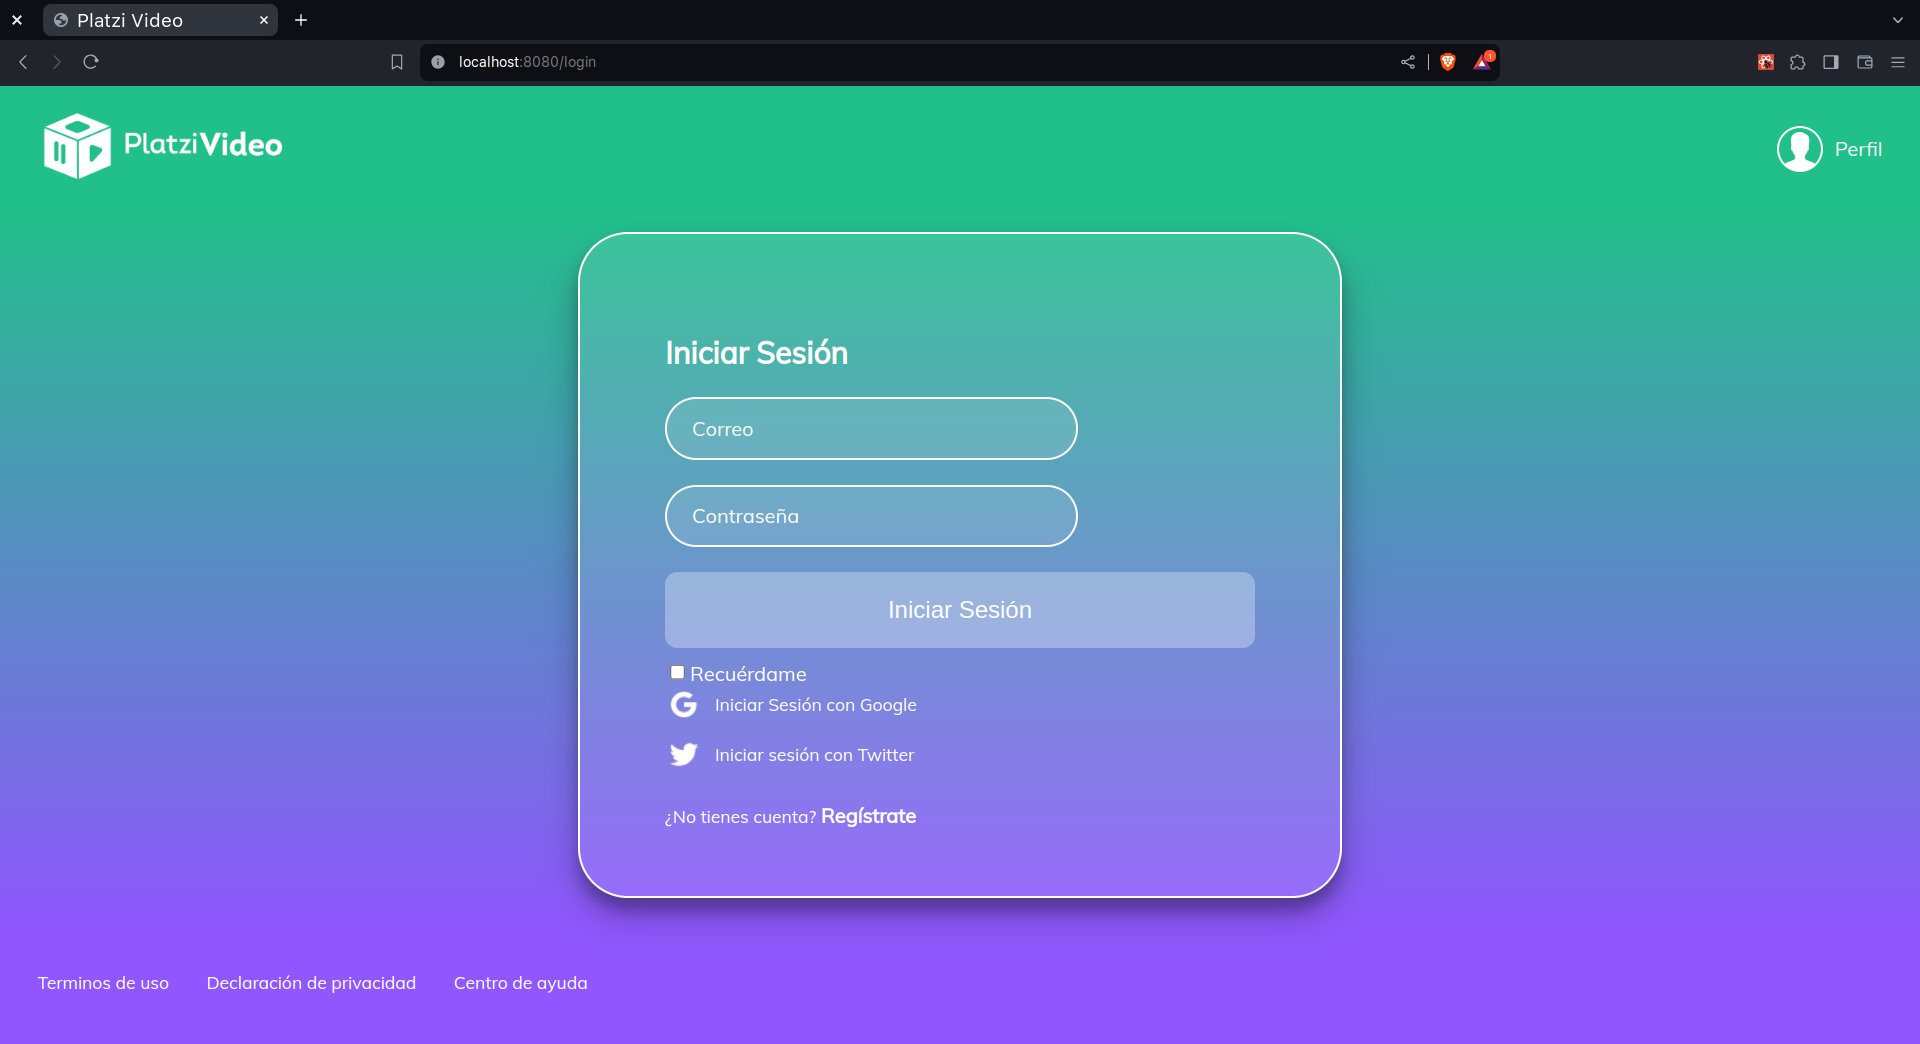 Platzi Video
localhost:8080/login
1
PlatziVideo
Perfil
Iniciar Sesión
Correo
Contraseña
Iniciar Sesión
Recuérdame
Iniciar Sesión con Google
Iniciar sesión con Twitter
¿No tienes cuenta? Regístrate
Terminos de uso Declaración de privacidad Centro de ayuda